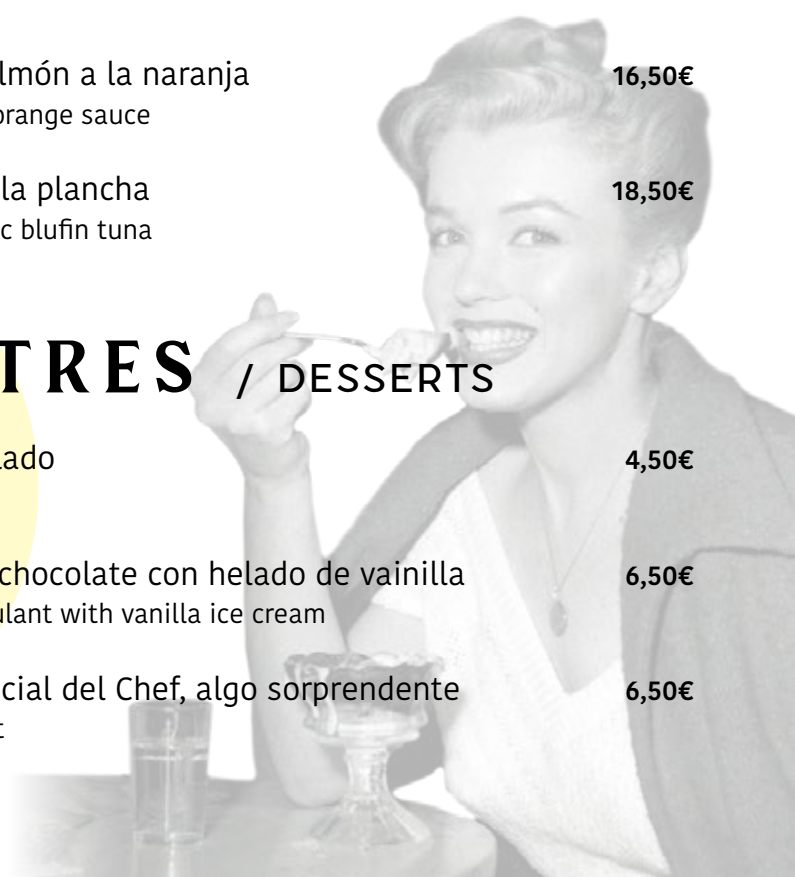 lmón a la naranja 16,50€
orange sauce
la plancha 18,50€
c blufin tuna
TRES / DESSERTS
lado 4,50€
chocolate con helado de vainilla 6,50€
ulant with vanilla ice cream
cial del Chef, algo sorprendente 6,50€
t